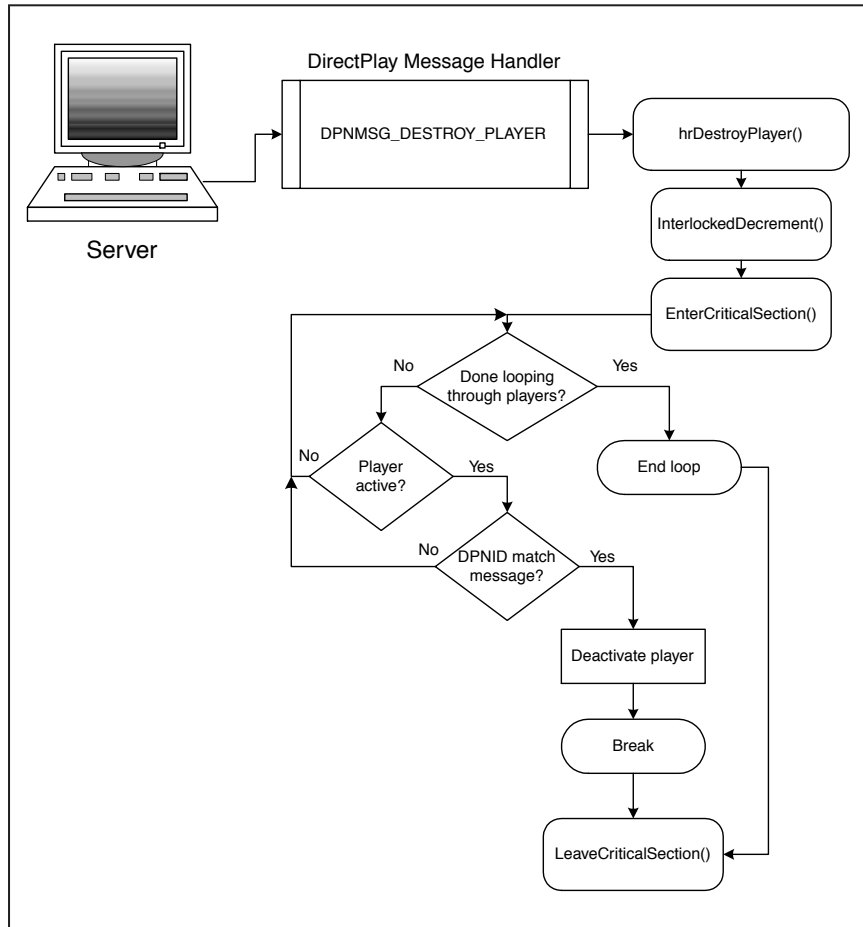 DirectPlay Message Handler
DPNMSG_DESTROY_PLAYER
hrDestroyPlayer()
Server
InterlockedDecrement()
EnterCriticalSection()
No
Done looping
through players?
Yes
No
Player
active?
Yes
End loop
No
DPNID match
message?
Yes
Deactivate player
Break
LeaveCriticalSection()